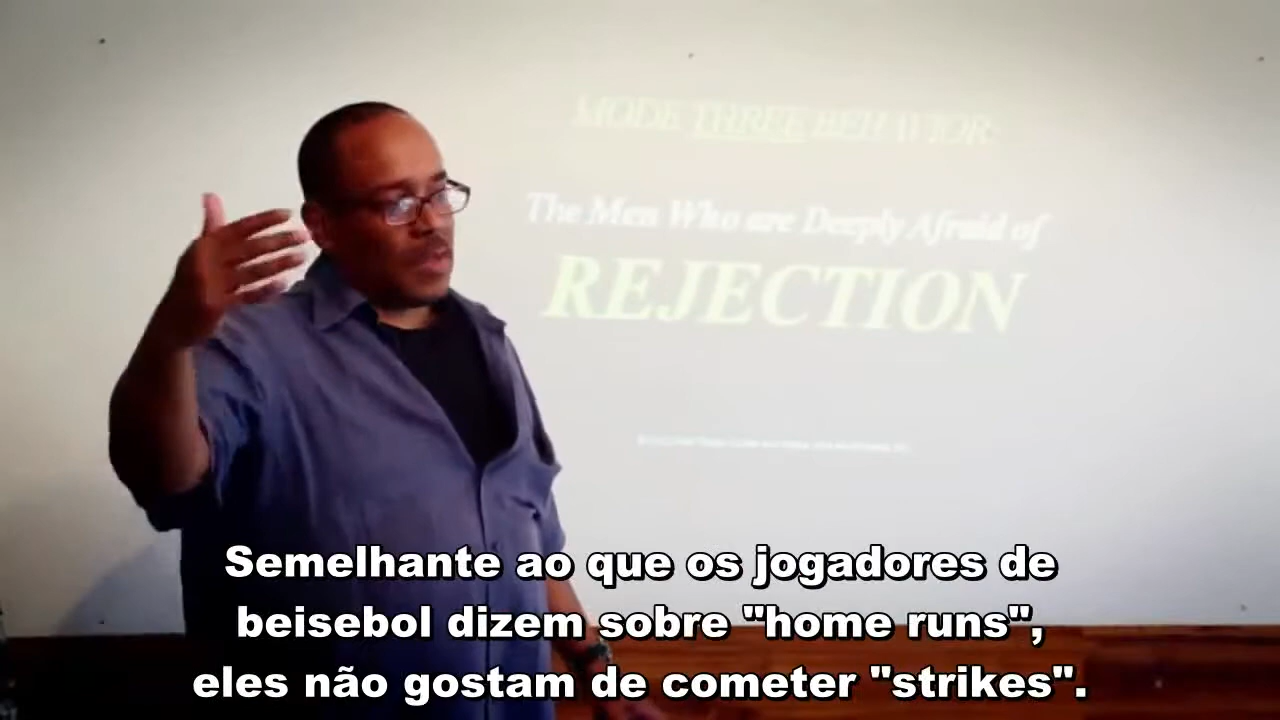 MODE THREE BEHAVIOR:
The Men Who are Deeply Afraid of
REJECTION
Semelhante ao que os jogadores de
beisebol dizem sobre "home runs",
eles não gostam de cometer "strikes".